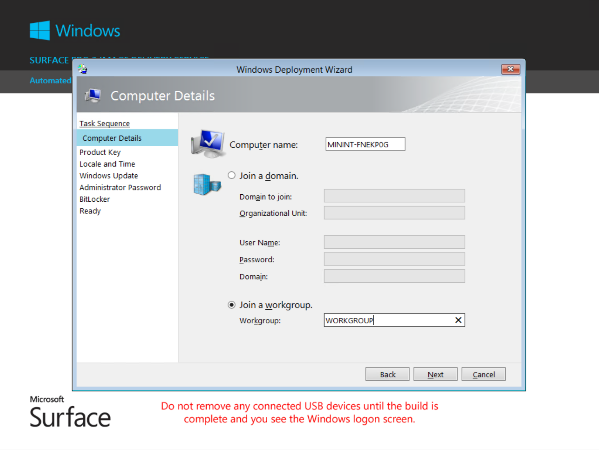 Windows
SURFACE
Automated
Windows Deployment Wizard
Computer Details
Task Sequence
Computer Details
Product Key
Locale and Time
Windows Update
Administrator Password
BitLocker
Ready
Computer name:
MININT-FNEKP0G
Join a domain.
Domain to join:
Organizational Unit:
User Name:
Password:
Domain:
Join a workgroup.
Workgroup:
WORKGROUP
Back
Next
Cancel
Microsoft
Surface
Do not remove any connected USB devices until the build is
complete and you see the Windows logon screen.